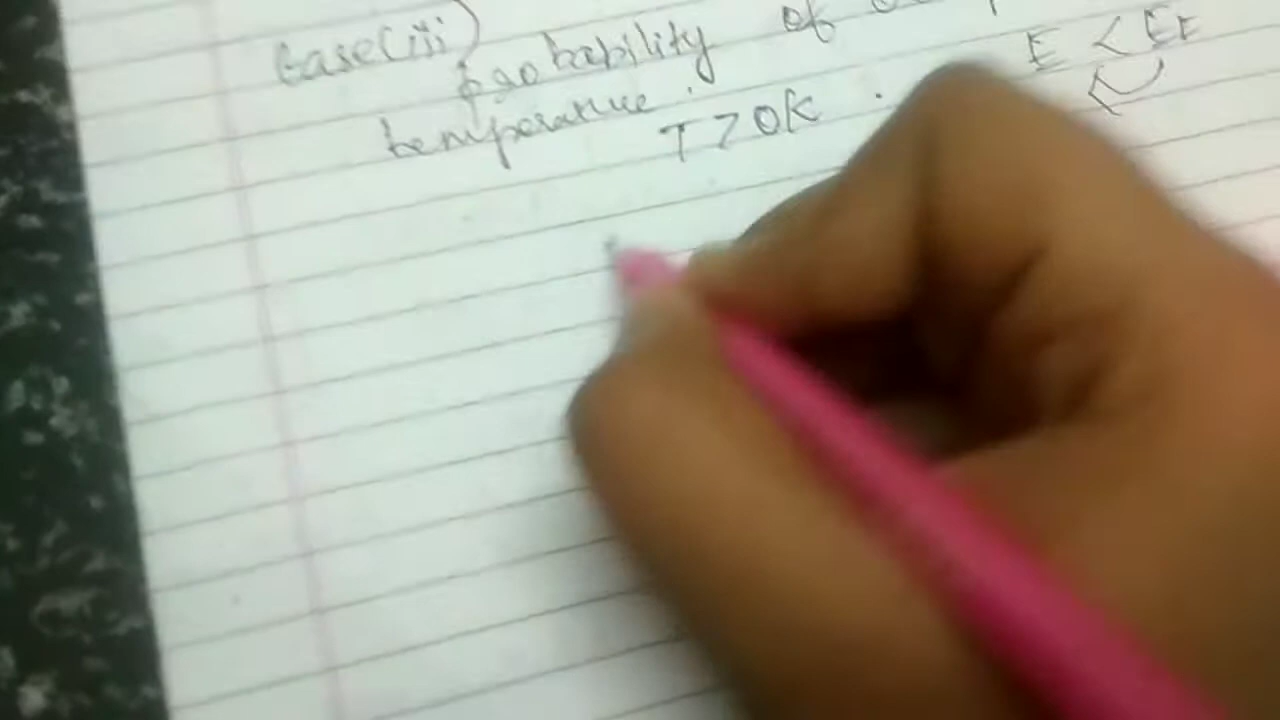 Case(iii) probability of
temperature. T > 0K. E < EF